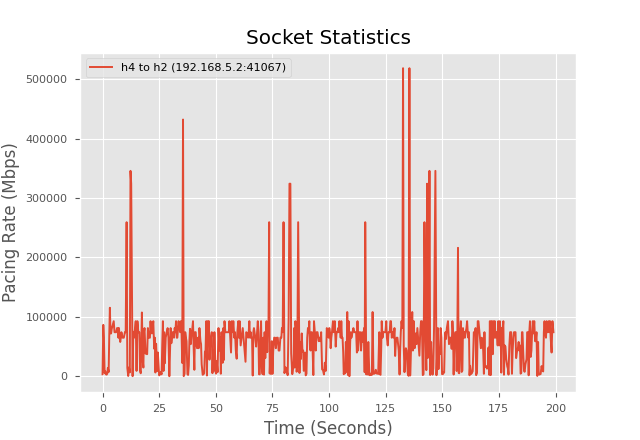 Socket Statistics
h4 to h2 (192.168.5.2:41067)
Pacing Rate (Mbps)
500000
400000
300000
200000
100000
0
0 25 50 75 100 125 150 175 200
Time (Seconds)